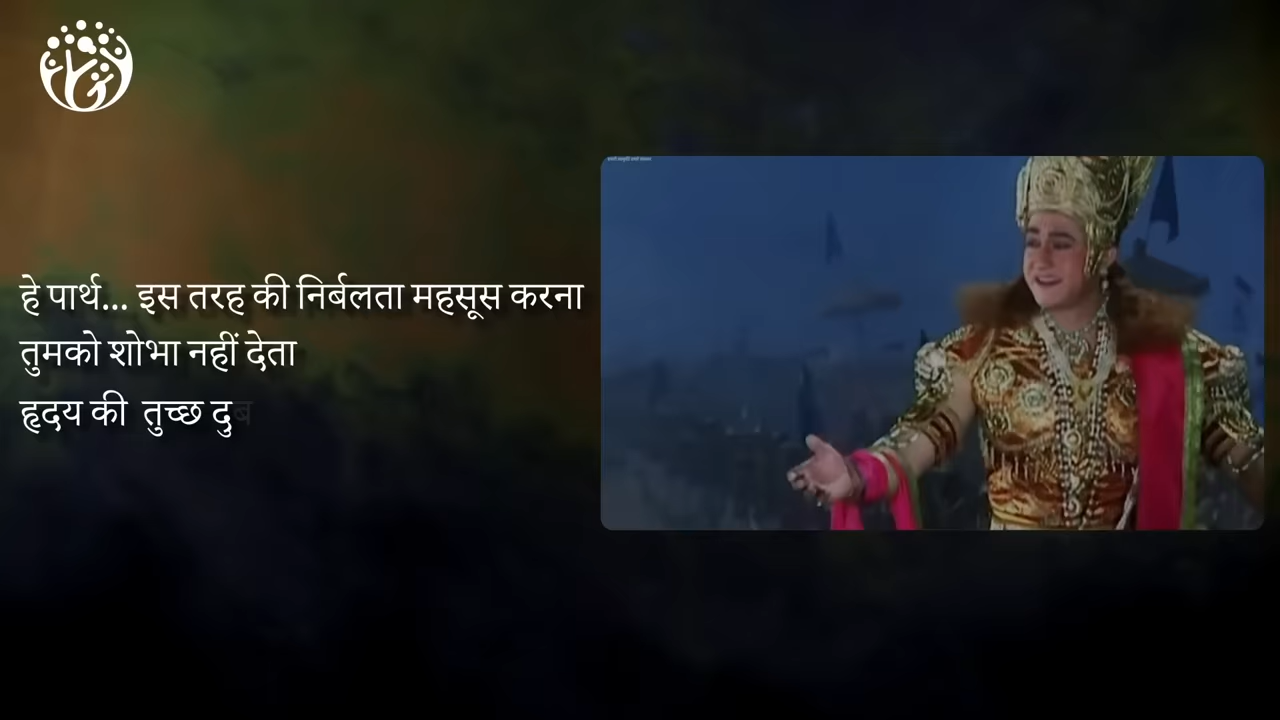 हे पार्थ... इस तरह की निर्बलता महसूस करना
तुमको शोभा नहीं देता
हृदय की तुच्छ